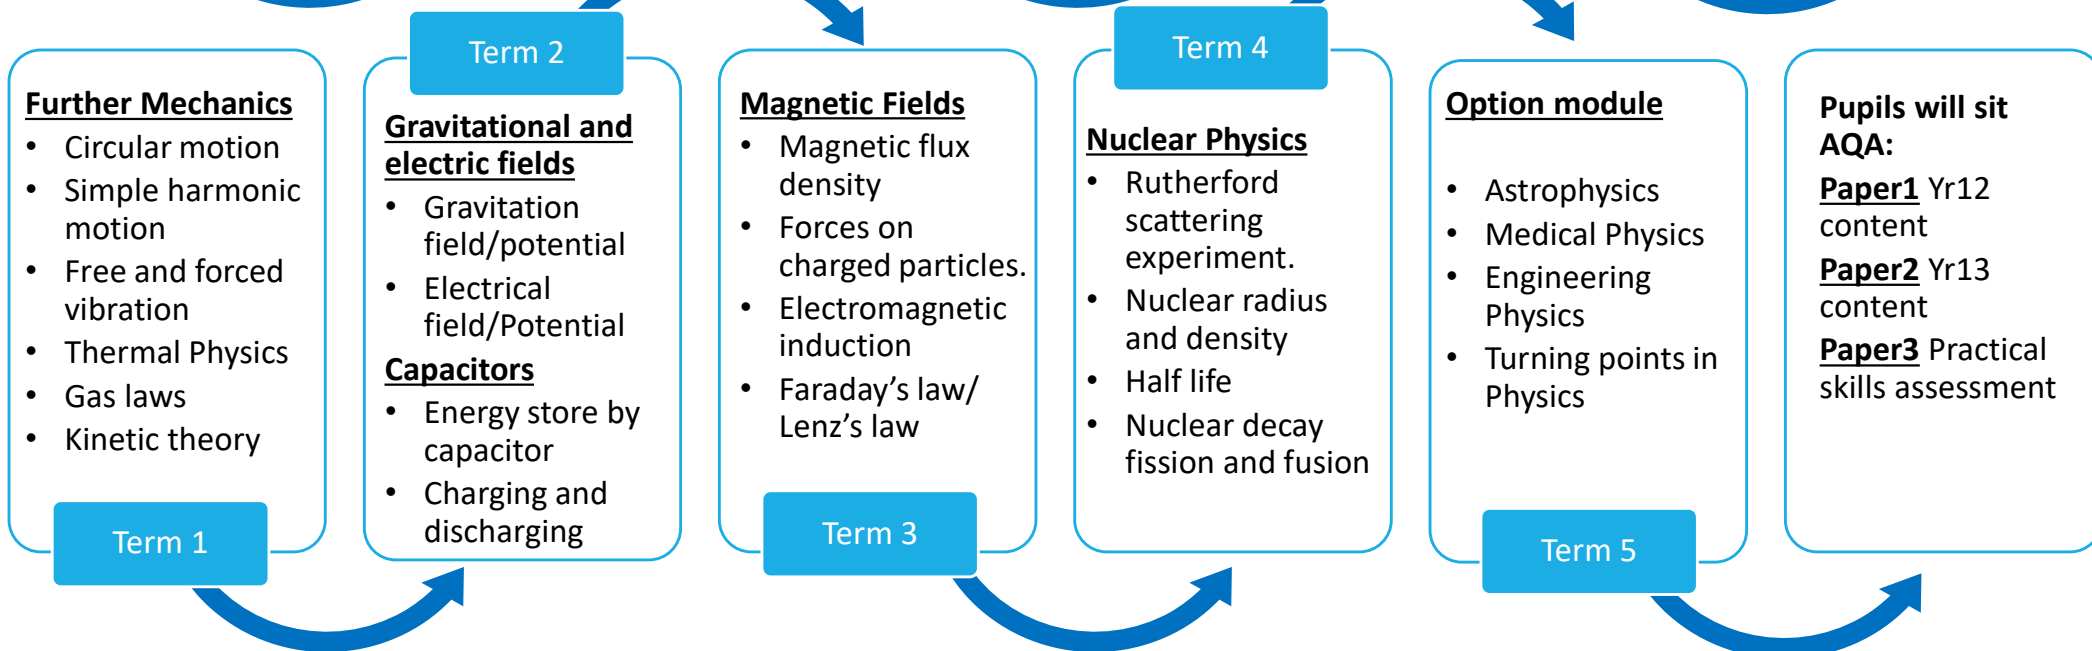 Further Mechanics
• Circular motion
• Simple harmonic
motion
• Free and forced
vibration
• Thermal Physics
• Gas laws
• Kinetic theory
Term 1
Term 2
Gravitational and
electric fields
• Gravitation
field/potential
• Electrical
field/Potential
Capacitors
• Energy store by
capacitor
• Charging and
discharging
Magnetic Fields
• Magnetic flux
density
• Forces on
charged particles.
• Electromagnetic
induction
• Faraday’s law/
Lenz’s law
Term 3
Term 4
Nuclear Physics
• Rutherford
scattering
experiment.
• Nuclear radius
and density
• Half life
• Nuclear decay
fission and fusion
Option module
• Astrophysics
• Medical Physics
• Engineering
Physics
• Turning points in
Physics
Term 5
Pupils will sit
AQA:
Paper1 Yr12
content
Paper2 Yr13
content
Paper3 Practical
skills assessment